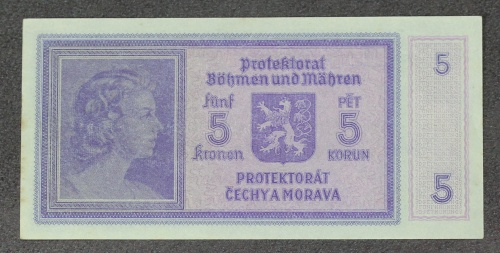 Protektorat
Böhmen und Mähren
fünf PĚT
5 5
kronen KORUN
PROTEKTORÁT
ČECHY A MORAVA
5
5